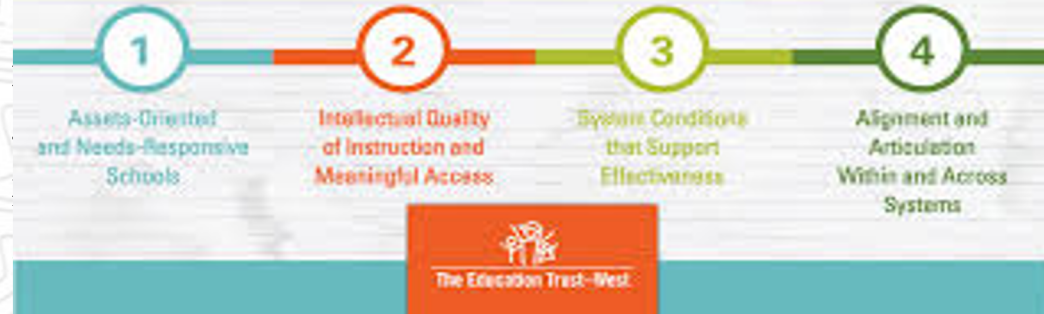 1
Assets-Oriented
and Needs-Responsive
Schools
2
Intellectual Quality
of Instruction and
Meaningful Access
3
System Conditions
that Support
Effectiveness
4
Alignment and
Articulation
Within and Across
Systems
The Education Trust–West